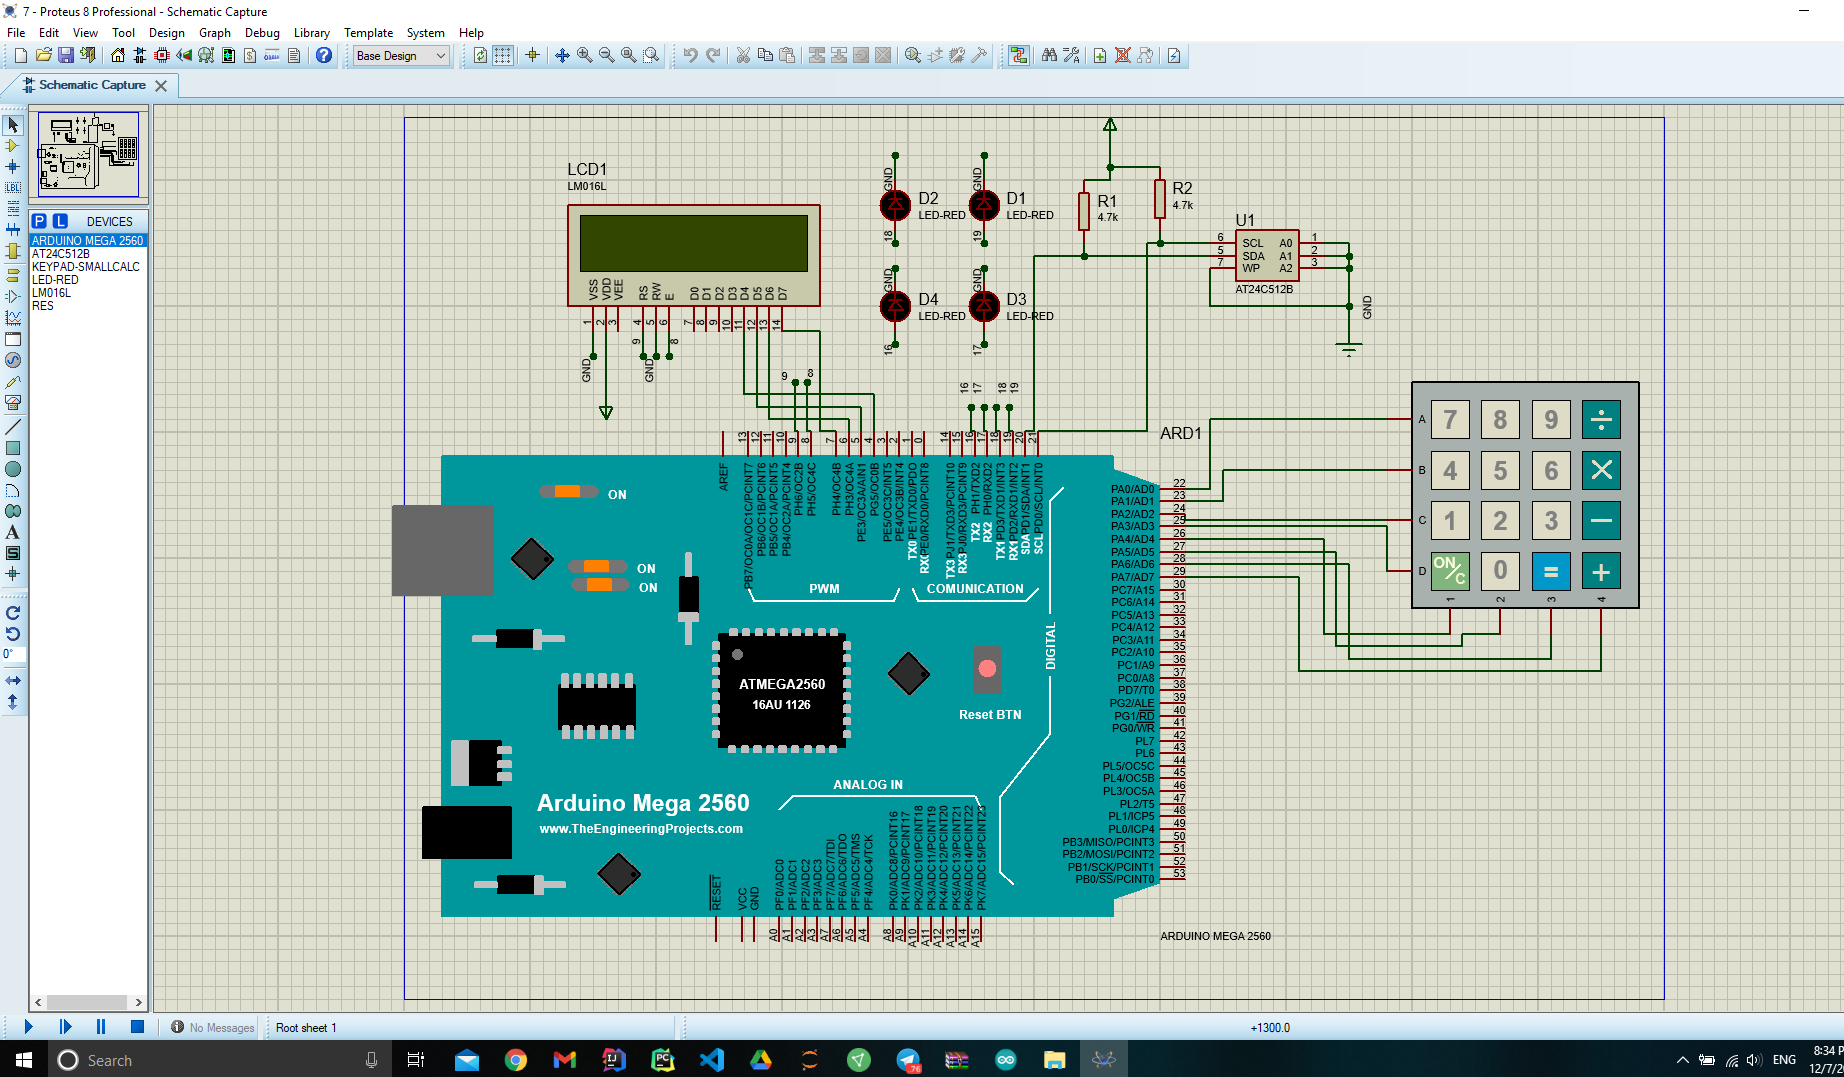 7 - Proteus 8 Professional - Schematic Capture
File Edit View Tool Design Graph Debug Library Template System Help
Base Design
Schematic Capture
P L DEVICES
ARDUINO MEGA 2560
AT24C512B
KEYPAD-SMALLCALC
LED-RED
LM016L
RES
0°
LCD1
LM016L
VSS VDD VEE RS RW E D0 D1 D2 D3 D4 D5 D6 D7
1 2 3 4 5 6 7 8 9 10 11 12 13 14
GND 9 GND 8
GND D2 LED-RED 18
GND D1 LED-RED 19
GND D4 LED-RED 16
GND D3 LED-RED 17
R1
4.7k
R2
4.7k
U1
6 SCL A0 1
5 SDA A1 2
7 WP A2 3
AT24C512B
GND
9 8
16 17 18 19
ARD1
13 12 11 10 9 8 7 6 5 4 3 2 1 0 14 15 16 17 18 19 20 21
AREF
PB7/OC0A/OC1C/PCINT7
PB6/OC1B/PCINT6
PB5/OC1A/PCINT5
PB4/OC2A/PCINT4
PH6/OC2B
PH5/OC4C
PH4/OC4B
PH3/OC4A
PE3/OC3A/AIN1
PG5/OC0B
PE5/OC3C/INT5
PE4/OC3B/INT4
TX0 PE1/TXD0/PDO
PE0/RXD0/PCINT8
TX3 PJ1/TXD3/PCINT10
RX3 PJ0/RXD3/PCINT9
TX2 PH1/TXD2
RX2 PH0/RXD2
TX1 PD3/TXD1/INT3
RX1 PD2/RXD1/INT2
SDA PD1/SDA/INT1
SCL PD0/SCL/INT0
PWM
COMUNICATION
DIGITAL
ON
ON
ON
ATMEGA2560
16AU 1126
Reset BTN
ANALOG IN
Arduino Mega 2560
www.TheEngineeringProjects.com
PA0/AD0 22
PA1/AD1 23
PA2/AD2 24
PA3/AD3 25
PA4/AD4 26
PA5/AD5 27
PA6/AD6 28
PA7/AD7 29
PC7/A15 30
PC6/A14 31
PC5/A13 32
PC4/A12 33
PC3/A11 34
PC2/A10 35
PC1/A9 36
PC0/A8 37
PD7/T0 38
PG2/ALE 39
PG1/RD 40
PG0/WR 41
PL7 42
PL6 43
PL5/OC5C 44
PL4/OC5B 45
PL3/OC5A 46
PL2/T5 47
PL1/ICP5 48
PL0/ICP4 49
PB3/MISO/PCINT3 50
PB2/MOSI/PCINT2 51
PB1/SCK/PCINT1 52
PB0/SS/PCINT0 53
RESET
VCC
GND
PF0/ADC0
PF1/ADC1
PF2/ADC2
PF3/ADC3
PF7/ADC7/TDI
PF6/ADC6/TDO
PF5/ADC5/TMS
PF4/ADC4/TCK
PK0/ADC8/PCINT16
PK1/ADC9/PCINT17
PK2/ADC10/PCINT18
PK3/ADC11/PCINT19
PK4/ADC12/PCINT20
PK5/ADC13/PCINT21
PK6/ADC14/PCINT22
PK7/ADC15/PCINT23
A0 A1 A2 A3 A7 A6 A5 A4 A8 A9 A10 A11 A12 A13 A14 A15
ARDUINO MEGA 2560
A 7 8 9 ÷
B 4 5 6 ×
C 1 2 3 −
D ON/C 0 = +
1 2 3 4
No Messages
Root sheet 1
+1300.0
Search
76
ENG
8:34 P
12/7/2